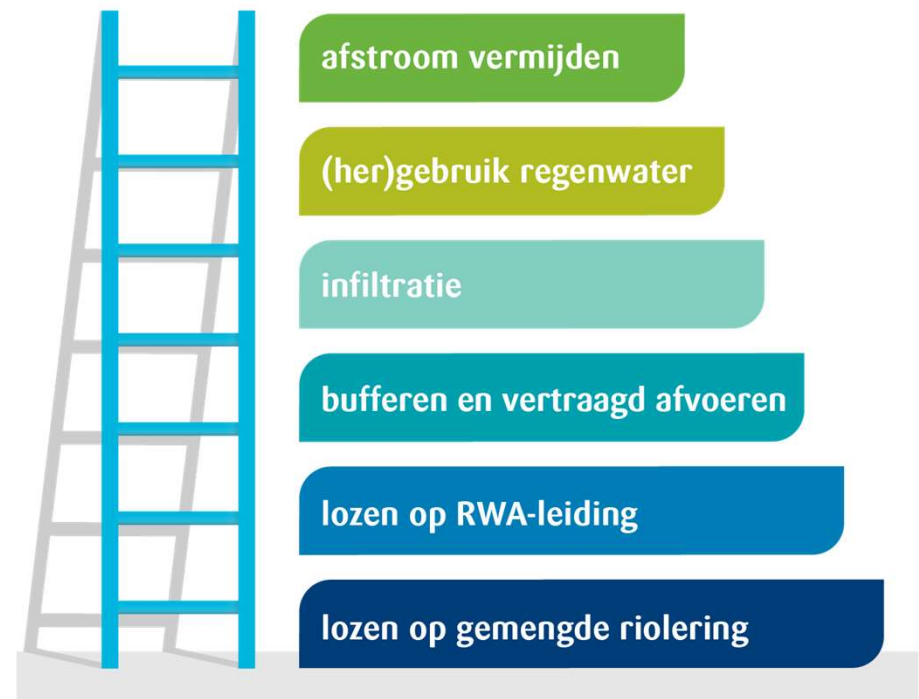 afstroom vermijden
(her)gebruik regenwater
infiltratie
bufferen en vertraagd afvoeren
lozen op RWA-leiding
lozen op gemengde riolering